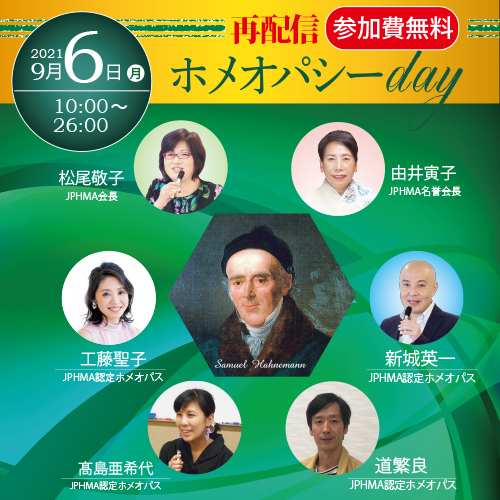 再配信
参加費無料
2021
9月6日(月)
10:00〜
26:00
ホメオパシーday
松尾敬子
JPHMA会長
由井寅子
JPHMA名誉会長
Samuel Hahnemann
工藤聖子
JPHMA認定ホメオパス
新城英一
JPHMA認定ホメオパス
髙島亜希代
JPHMA認定ホメオパス
道繁良
JPHMA認定ホメオパス